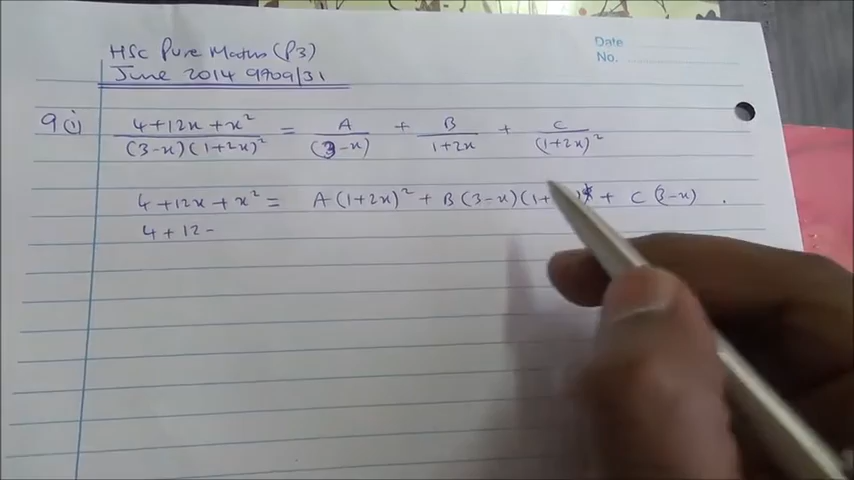 HSC Pure Maths (P3)
June 2014 9709/31
Date
No.
9(i) 4+12x+x² / (3-x)(1+2x)² = A / (3-x) + B / 1+2x + C / (1+2x)²
4+12x+x² = A(1+2x)² + B(3-x)(1+ ) + C(3-x) .
4+12-